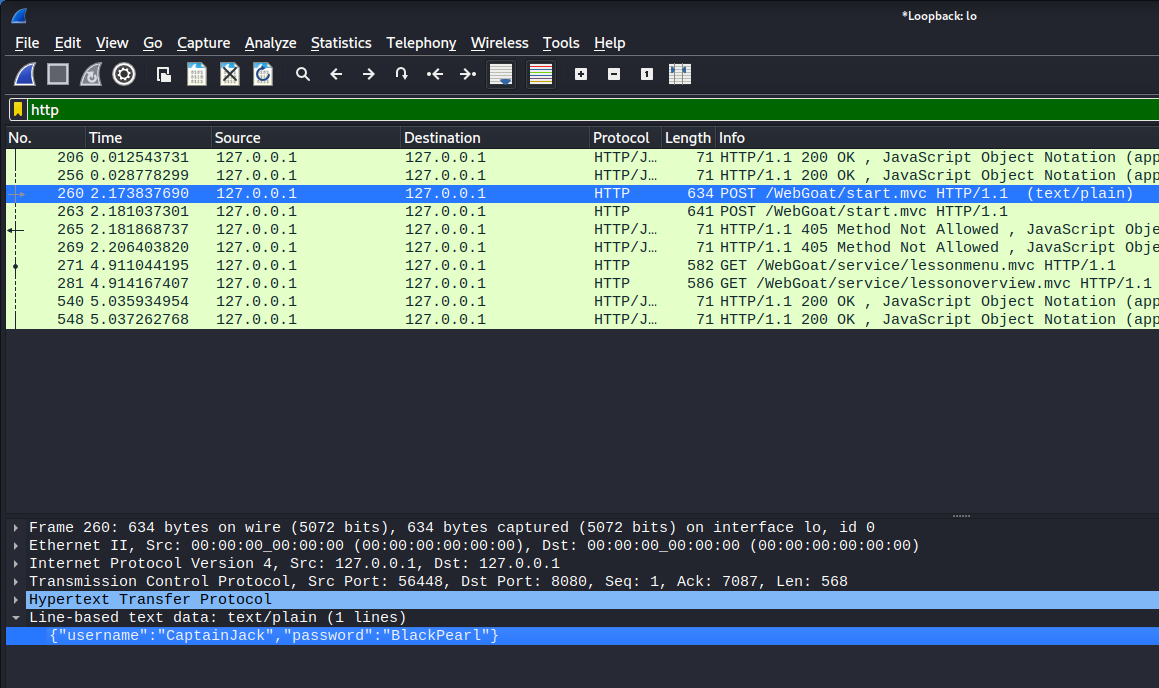 *Loopback: lo
File Edit View Go Capture Analyze Statistics Telephony Wireless Tools Help
http
No. Time Source Destination Protocol Length Info
206 0.012543731 127.0.0.1 127.0.0.1 HTTP/J… 71 HTTP/1.1 200 OK , JavaScript Object Notation (app
256 0.028778299 127.0.0.1 127.0.0.1 HTTP/J… 71 HTTP/1.1 200 OK , JavaScript Object Notation (app
260 2.173837690 127.0.0.1 127.0.0.1 HTTP 634 POST /WebGoat/start.mvc HTTP/1.1 (text/plain)
263 2.181037301 127.0.0.1 127.0.0.1 HTTP 641 POST /WebGoat/start.mvc HTTP/1.1
265 2.181868737 127.0.0.1 127.0.0.1 HTTP/J… 71 HTTP/1.1 405 Method Not Allowed , JavaScript Obje
269 2.206403820 127.0.0.1 127.0.0.1 HTTP/J… 71 HTTP/1.1 405 Method Not Allowed , JavaScript Obje
271 4.911044195 127.0.0.1 127.0.0.1 HTTP 582 GET /WebGoat/service/lessonmenu.mvc HTTP/1.1
281 4.914167407 127.0.0.1 127.0.0.1 HTTP 586 GET /WebGoat/service/lessonoverview.mvc HTTP/1.1
540 5.035934954 127.0.0.1 127.0.0.1 HTTP/J… 71 HTTP/1.1 200 OK , JavaScript Object Notation (app
548 5.037262768 127.0.0.1 127.0.0.1 HTTP/J… 71 HTTP/1.1 200 OK , JavaScript Object Notation (app
Frame 260: 634 bytes on wire (5072 bits), 634 bytes captured (5072 bits) on interface lo, id 0
Ethernet II, Src: 00:00:00_00:00:00 (00:00:00:00:00:00), Dst: 00:00:00_00:00:00 (00:00:00:00:00:00)
Internet Protocol Version 4, Src: 127.0.0.1, Dst: 127.0.0.1
Transmission Control Protocol, Src Port: 56448, Dst Port: 8080, Seq: 1, Ack: 7087, Len: 568
Hypertext Transfer Protocol
Line-based text data: text/plain (1 lines)
{"username":"CaptainJack","password":"BlackPearl"}